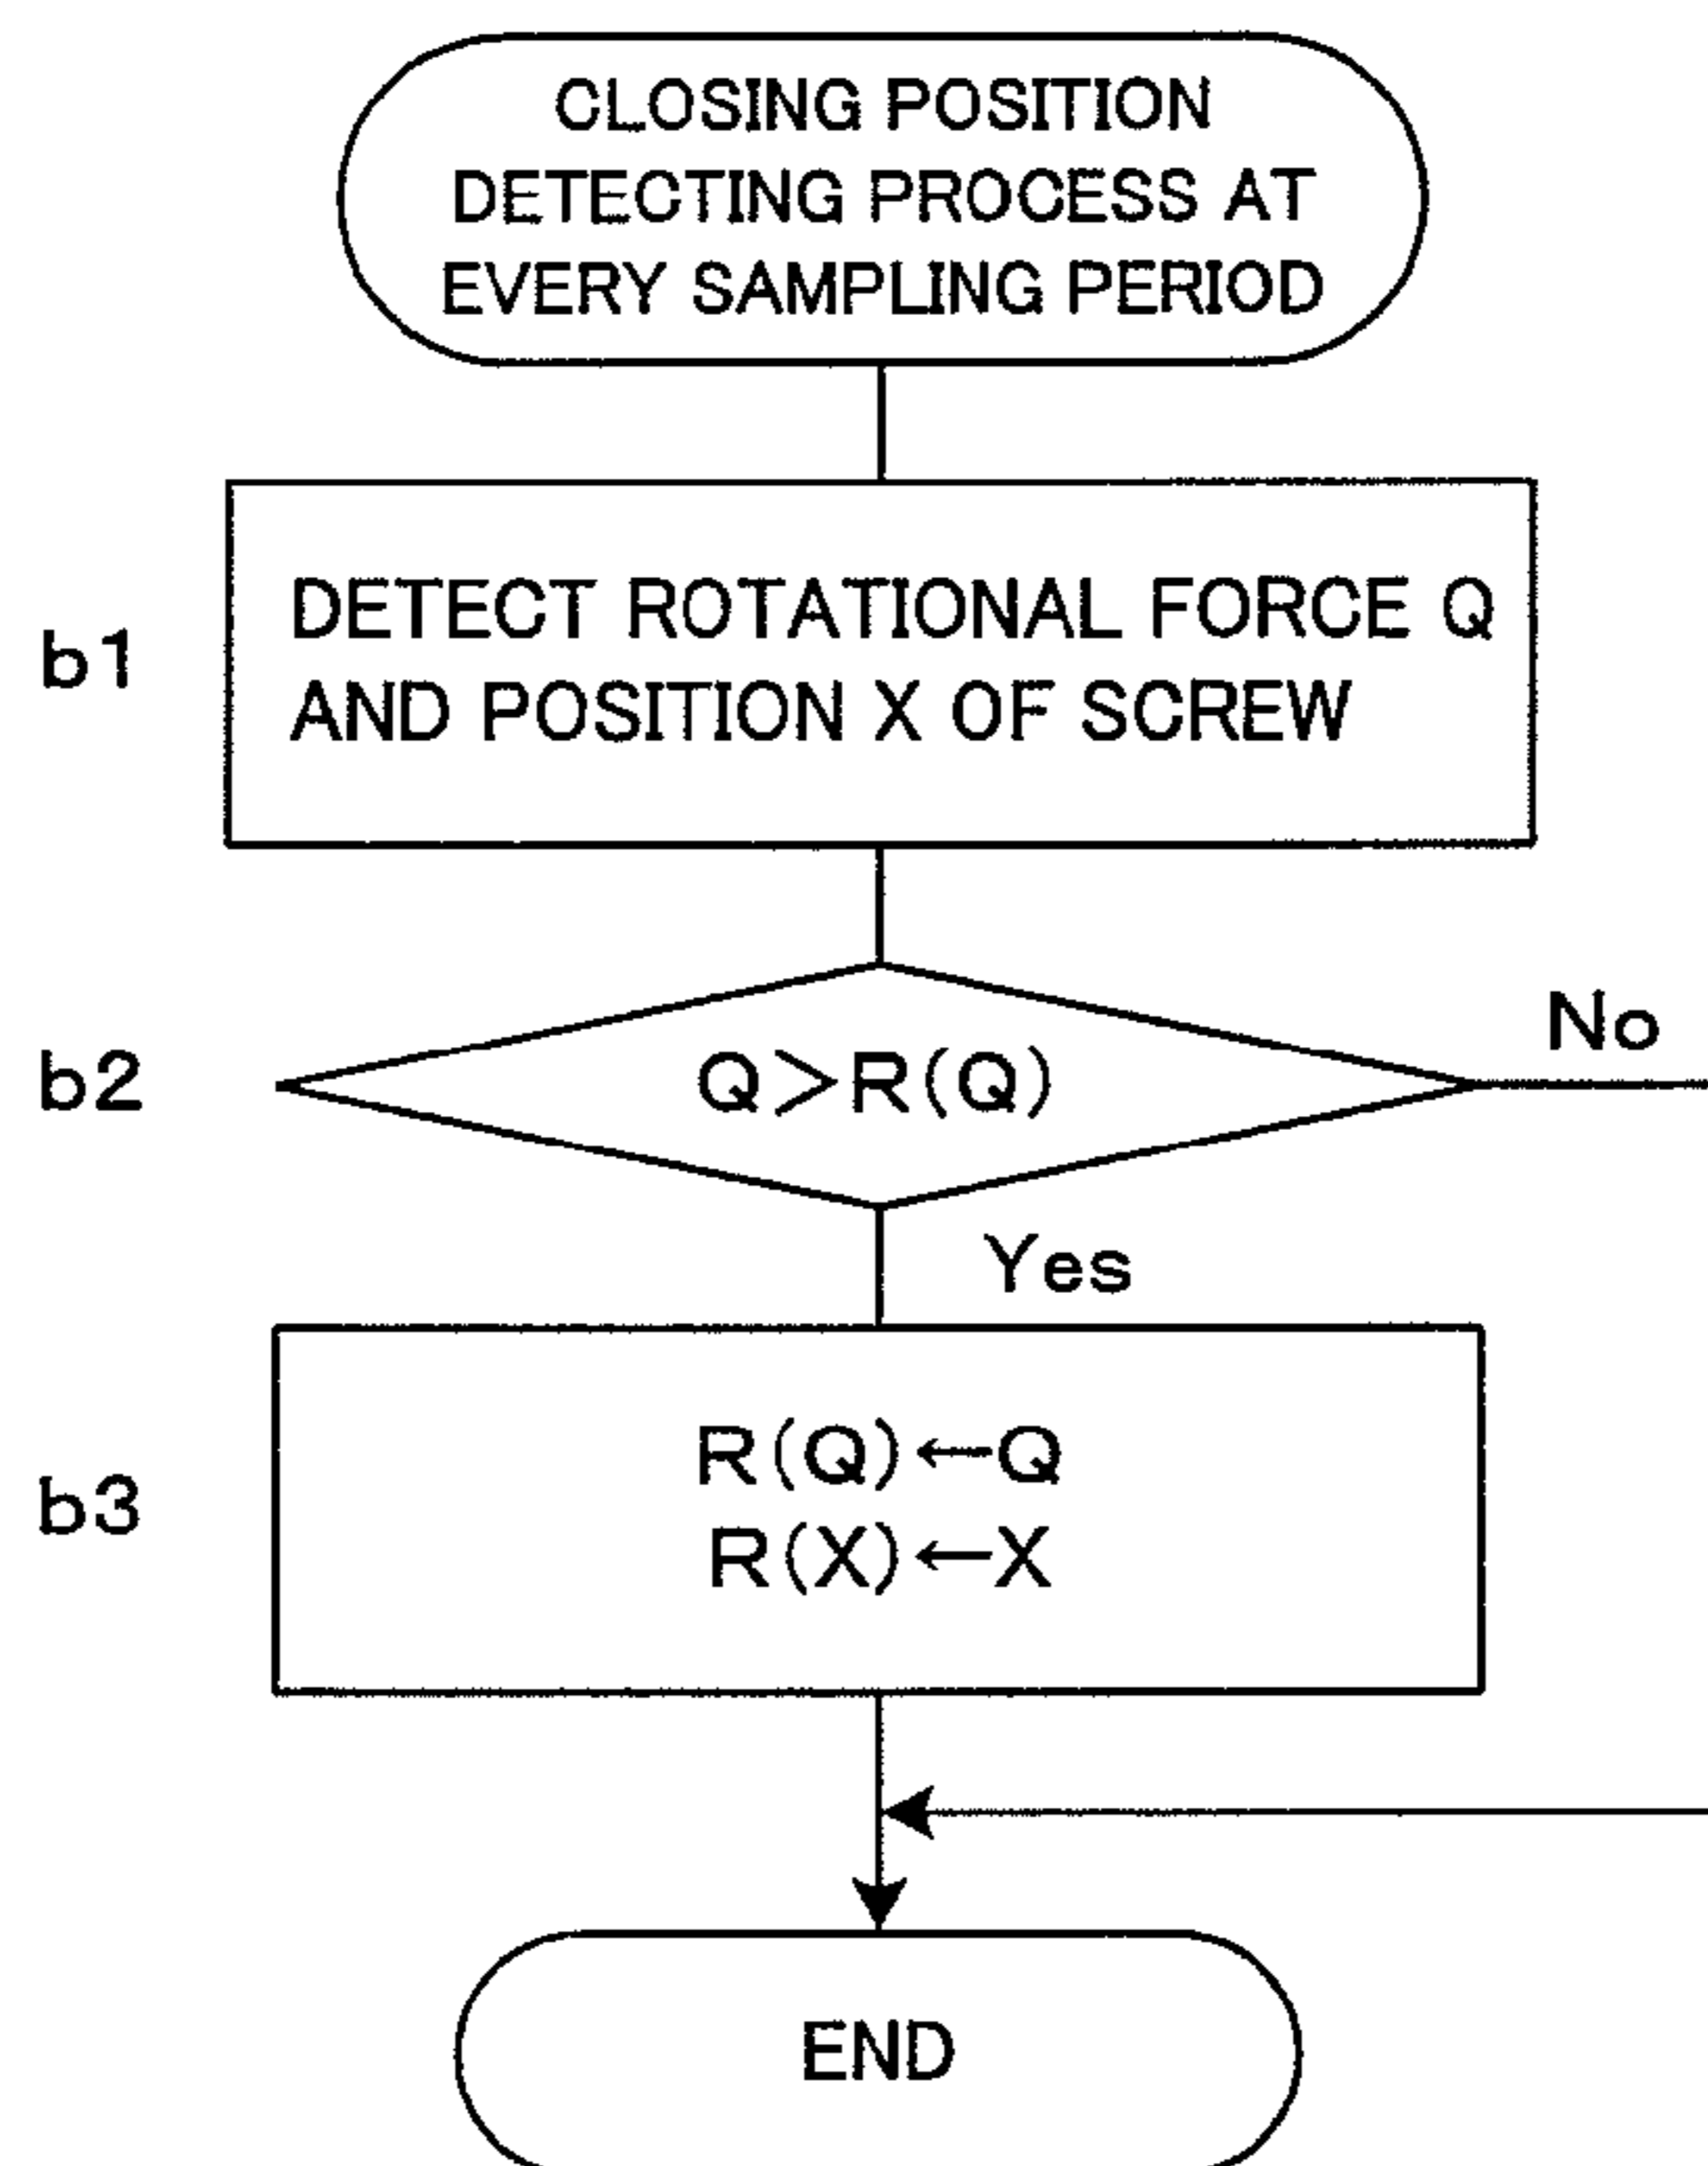 CLOSING POSITION
DETECTING PROCESS AT
EVERY SAMPLING PERIOD
b1
DETECT ROTATIONAL FORCE Q
AND POSITION X OF SCREW
b2
Q>R(Q)
No
Yes
b3
R(Q)←Q
R(X)←X
END